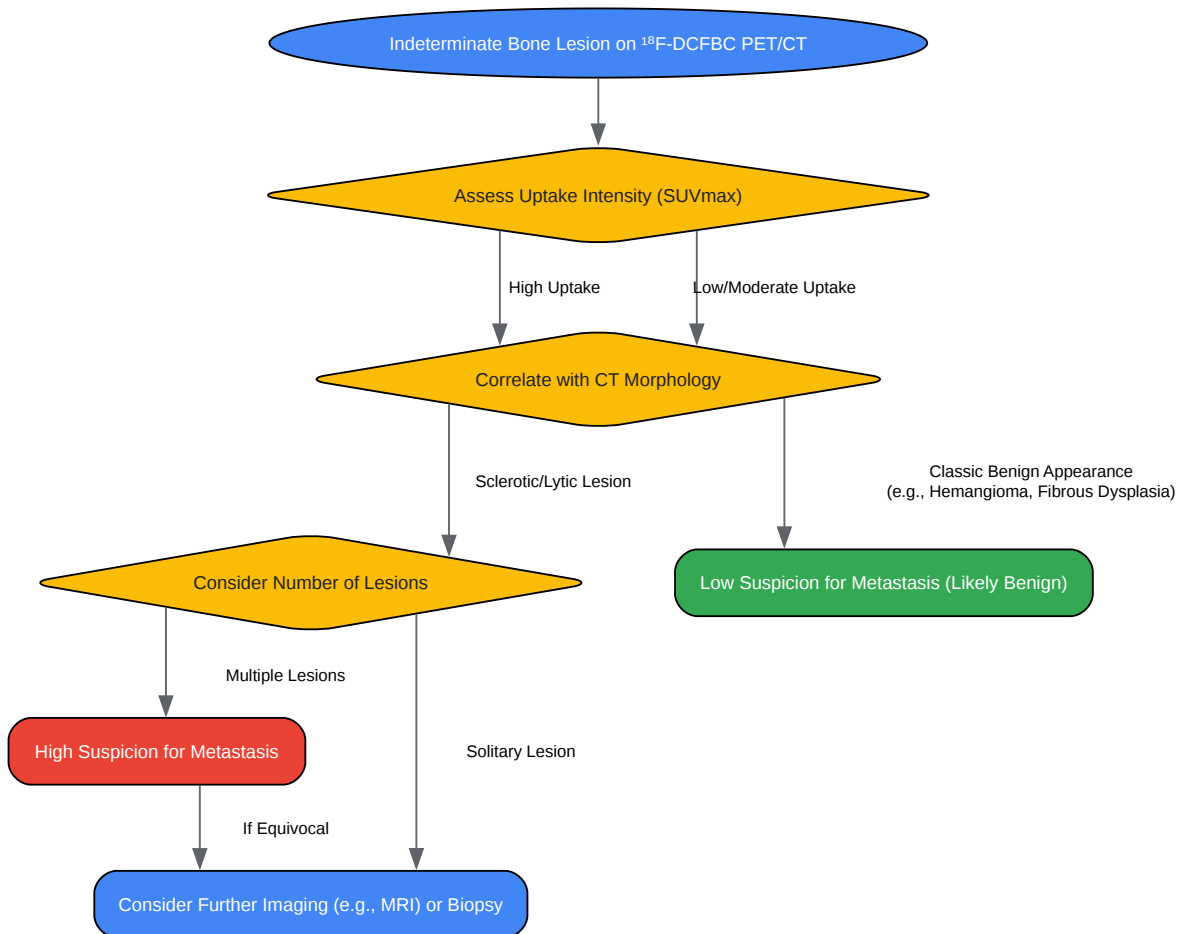 Indeterminate Bone Lesion on ¹⁸F-DCFBC PET/CT
Assess Uptake Intensity (SUVmax)
High Uptake
Low/Moderate Uptake
Correlate with CT Morphology
Sclerotic/Lytic Lesion
Classic Benign Appearance
(e.g., Hemangioma, Fibrous Dysplasia)
Consider Number of Lesions
Low Suspicion for Metastasis (Likely Benign)
Multiple Lesions
High Suspicion for Metastasis
Solitary Lesion
If Equivocal
Consider Further Imaging (e.g., MRI) or Biopsy